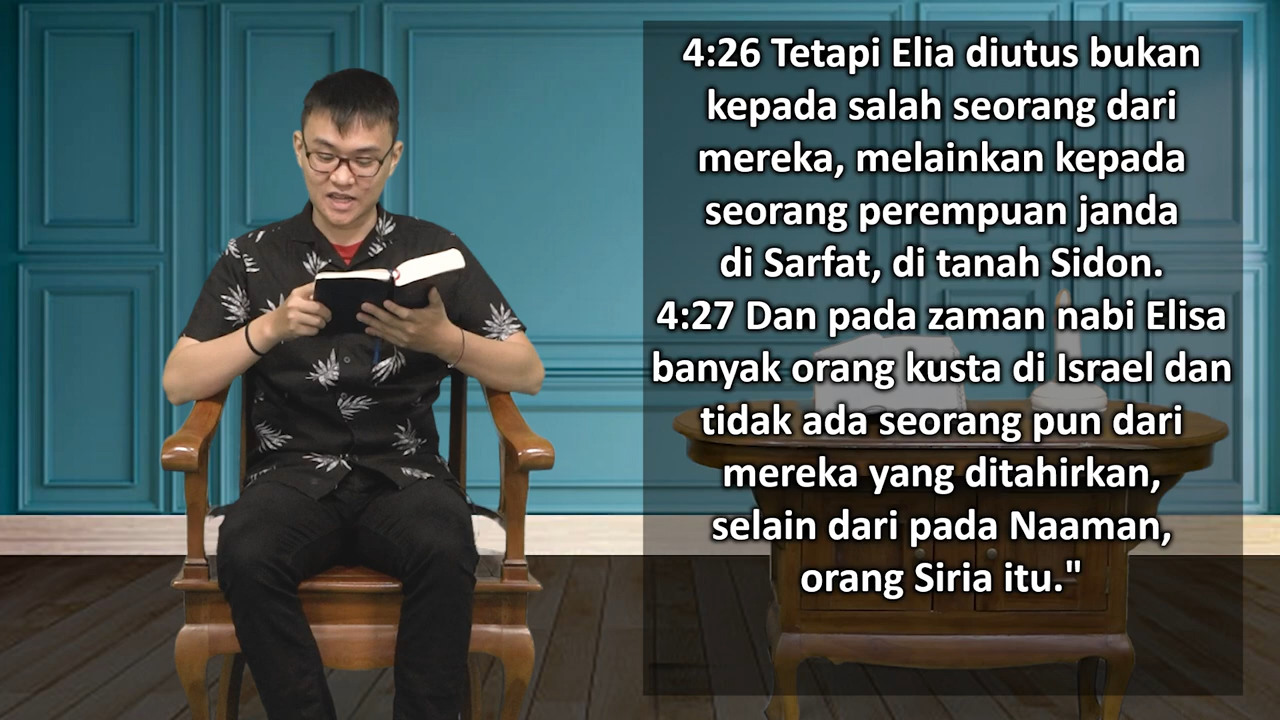 4:26 Tetapi Elia diutus bukan
kepada salah seorang dari
mereka, melainkan kepada
seorang perempuan janda
di Sarfat, di tanah Sidon.
4:27 Dan pada zaman nabi Elisa
banyak orang kusta di Israel dan
tidak ada seorang pun dari
mereka yang ditahirkan,
selain dari pada Naaman,
orang Siria itu."